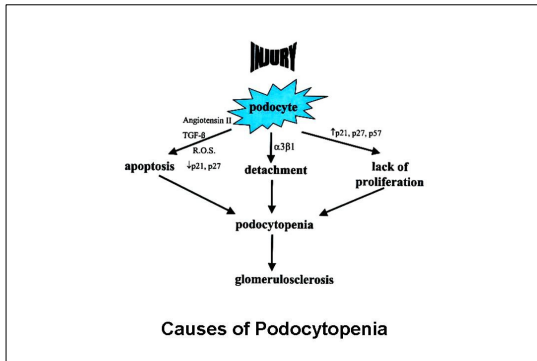 INJURY
podocyte
Angiotensin II
TGF-ß
R.O.S.
↓p21, p27
α3β1
↑p21, p27, p57
apoptosis
detachment
lack of
proliferation
podocytopenia
glomerulosclerosis
Causes of Podocytopenia